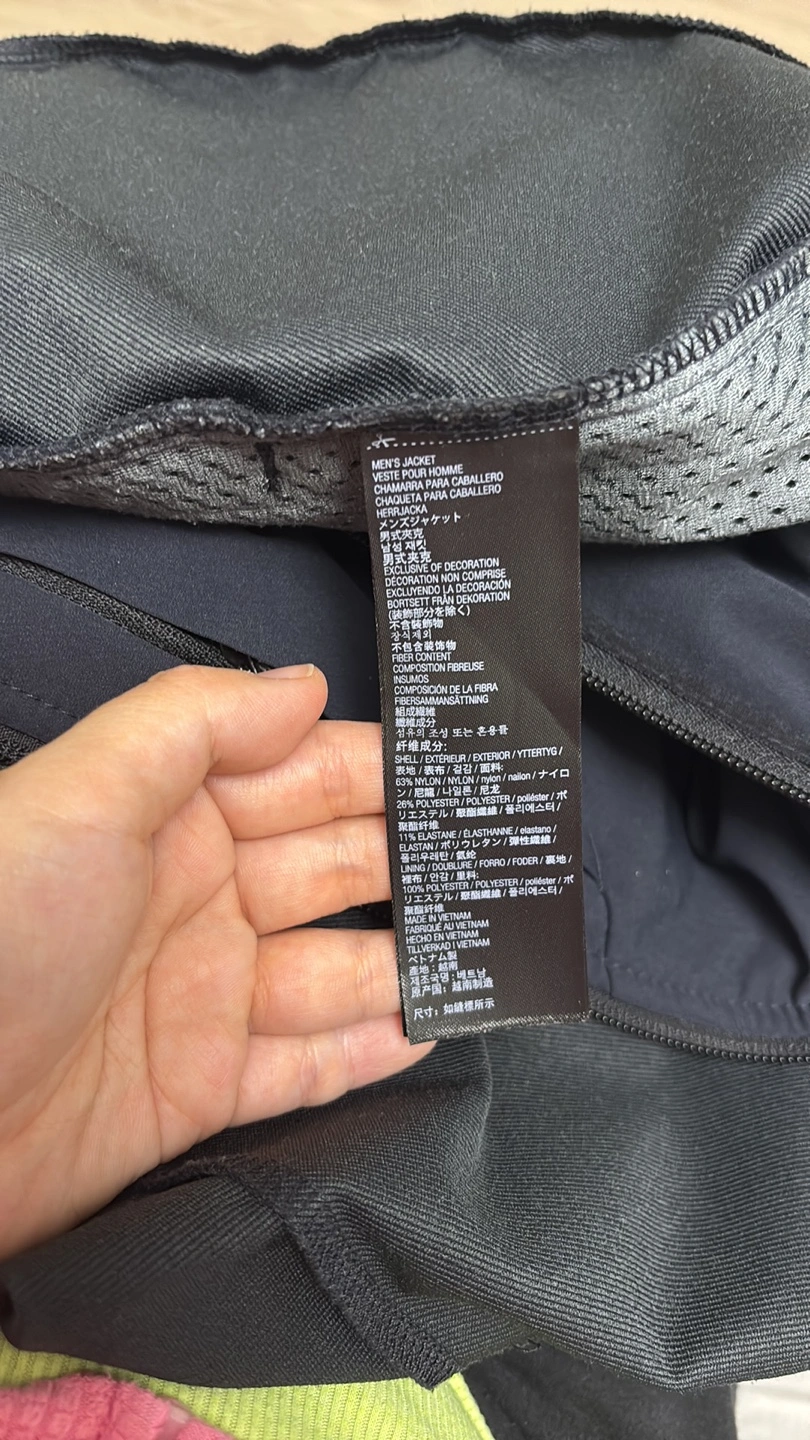 MEN'S JACKET
VESTE POUR HOMME
CHAMARRA PARA CABALLERO
CHAQUETA PARA CABALLERO
HERRJACKA
メンズジャケット
男式夾克
남성 재킷
男式夹克
EXCLUSIVE OF DECORATION
DÉCORATION NON COMPRISE
EXCLUYENDO LA DECORACIÓN
BORTSETT FRÅN DEKORATION
(装飾部分を除く)
不含裝飾物
장식제외
不包含装饰物
FIBER CONTENT
COMPOSITION FIBREUSE
INSUMOS
COMPOSICIÓN DE LA FIBRA
FIBERSAMMANSÄTTNING
組成繊維
纖維成分
섬유의 조성 또는 혼용률
纤维成分:
SHELL / EXTÉRIEUR / EXTERIOR / YTTERTYG /
表地 / 表布 / 겉감 / 面料:
63% NYLON / NYLON / nylon / nailon / ナイロ
ン / 尼龍 / 나일론 / 尼龙
26% POLYESTER / POLYESTER / poliéster / ポ
リエステル / 聚酯纖維 / 폴리에스터 /
聚酯纤维
11% ELASTANE / ÉLASTHANNE / elastano /
ELASTAN / ポリウレタン / 彈性纖維 /
폴리우레탄 / 氨纶
LINING / DOUBLURE / FORRO / FODER / 裏地 /
裡布 / 안감 / 里料:
100% POLYESTER / POLYESTER / poliéster / ポ
リエステル / 聚酯纖維 / 폴리에스터 /
聚酯纤维
MADE IN VIETNAM
FABRIQUÉ AU VIETNAM
HECHO EN VIETNAM
TILLVERKAD I VIETNAM
ベトナム製
產地 : 越南
제조국명 : 베트남
原产国: 越南制造
尺寸: 如縫標所示